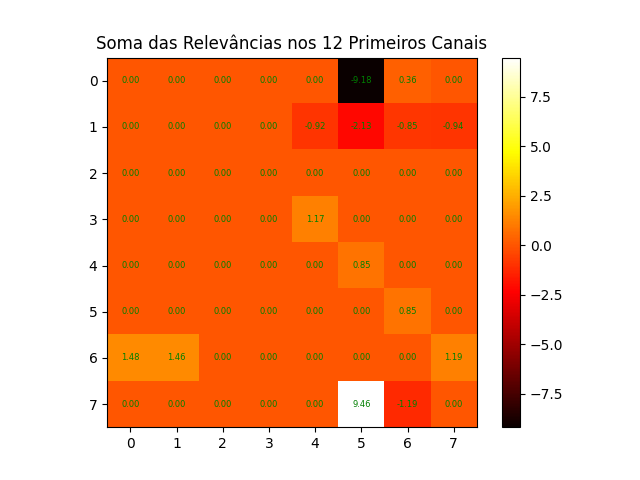 Soma das Relevâncias nos 12 Primeiros Canais
0 0.00 0.00 0.00 0.00 0.00 -9.18 0.36 0.00
1 0.00 0.00 0.00 0.00 -0.92 -0.85 -0.94
2 0.00 0.00 0.00 0.00 0.00 0.00 0.00 0.00
3 0.00 0.00 0.00 0.00 1.17 0.00 0.00 0.00
4 0.00 0.00 0.00 0.00 0.00 0.85 0.00 0.00
5 0.00 0.00 0.00 0.00 0.00 0.00 0.85 0.00
6 1.48 1.46 0.00 0.00 0.00 0.00 0.00 1.19
7 0.00 0.00 0.00 0.00 0.00 9.46 -1.19 0.00
0 1 2 3 4 5 6 7
7.5
5.0
2.5
0.0
−2.5
−5.0
−7.5